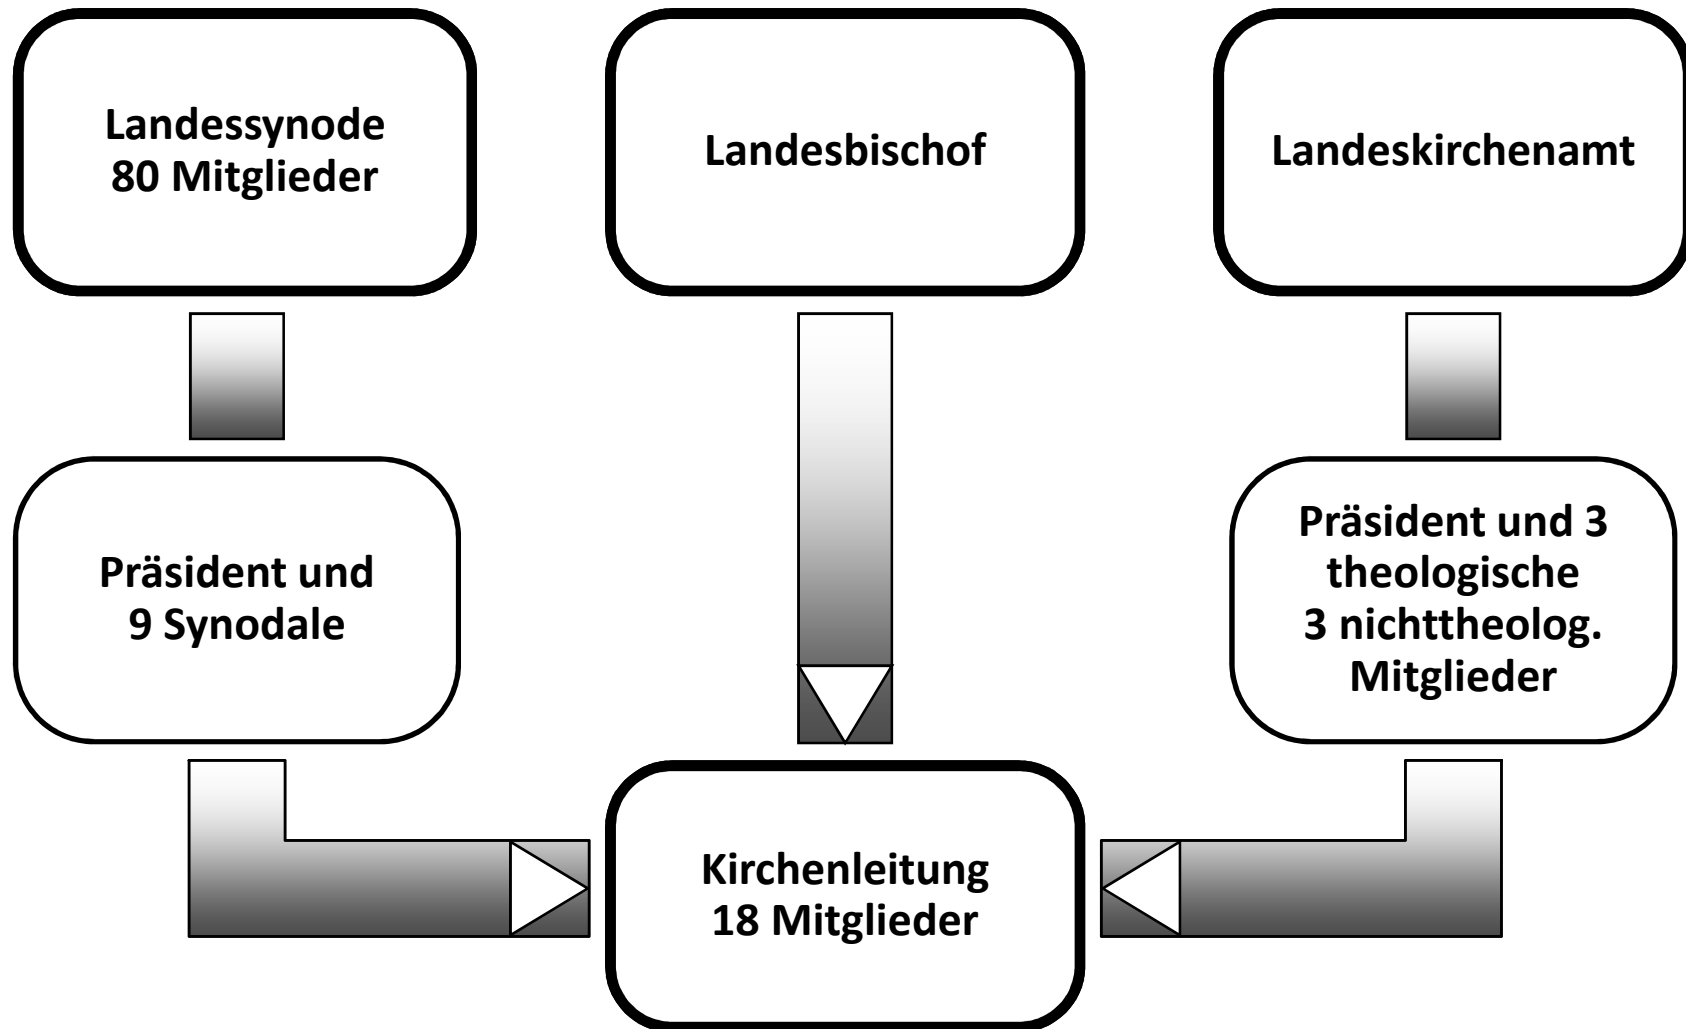 Landessynode
80 Mitglieder
Landesbischof
Landeskirchenamt
Präsident und
9 Synodale
Präsident und 3
theologische
3 nichttheolog.
Mitglieder
Kirchenleitung
18 Mitglieder